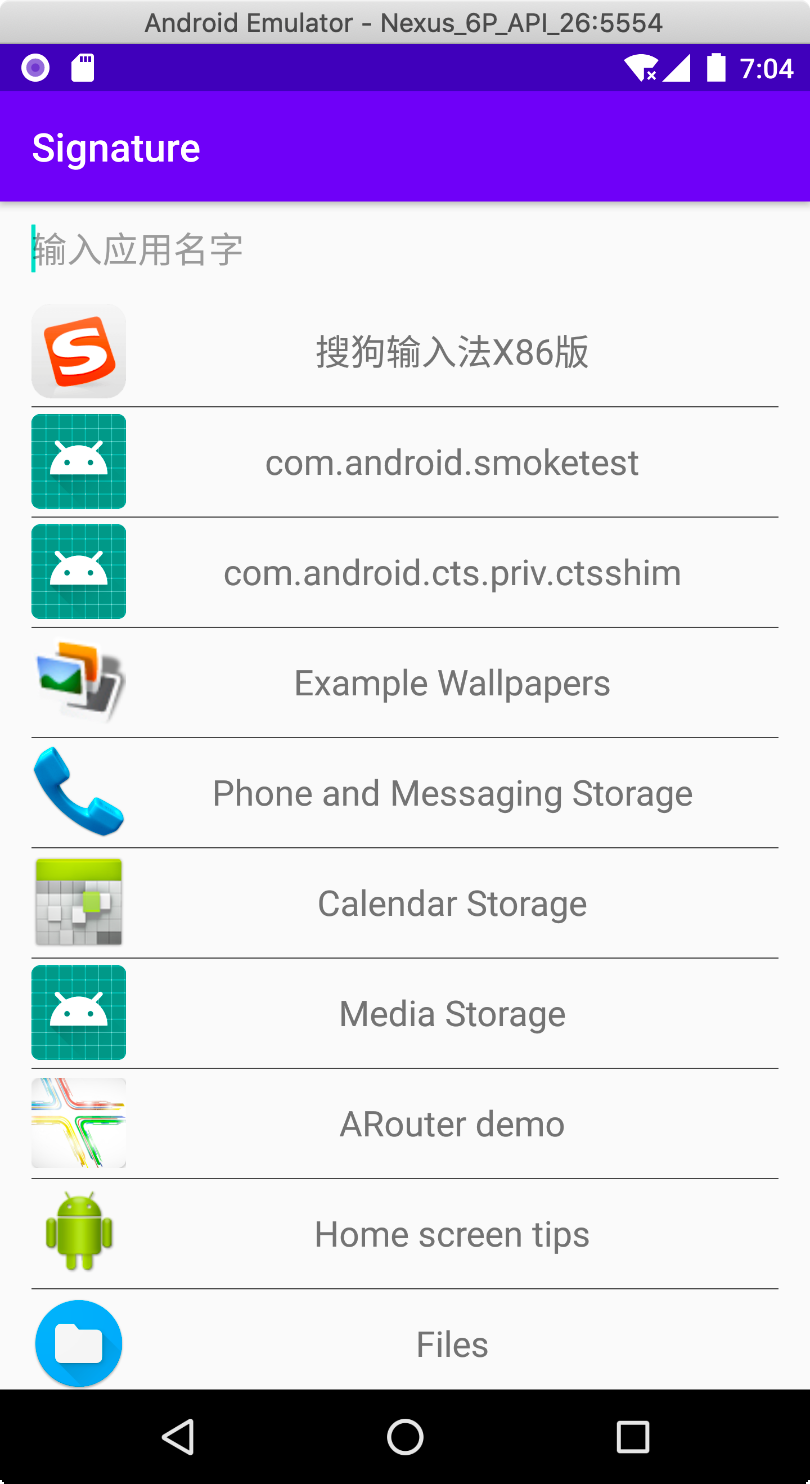 Android Emulator - Nexus_6P_API_26:5554
7:04
Signature
输入应用名字
搜狗输入法X86版
com.android.smoketest
com.android.cts.priv.ctsshim
Example Wallpapers
Phone and Messaging Storage
Calendar Storage
Media Storage
ARouter demo
Home screen tips
Files